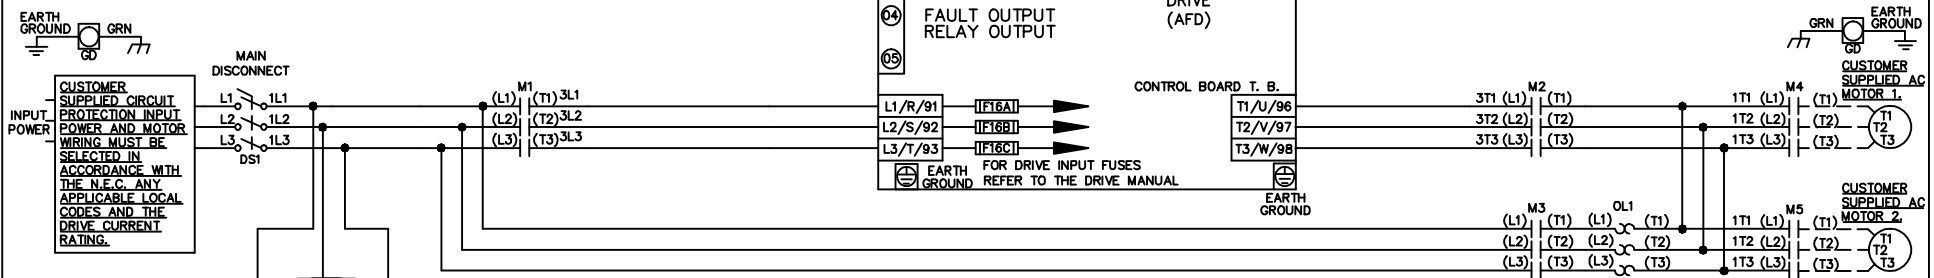 EARTH
GROUND
GRN
GD
MAIN
DISCONNECT
INPUT
POWER
CUSTOMER
SUPPLIED CIRCUIT
PROTECTION INPUT
POWER AND MOTOR
WIRING MUST BE
SELECTED IN
ACCORDANCE WITH
THE N.E.C. ANY
APPLICABLE LOCAL
CODES AND THE
DRIVE CURRENT
RATING.
L1 1L1
L2 1L2
L3 1L3
DS1
M1
(L1) (T1) 3L1
(L2) (T2) 3L2
(L3) (T3) 3L3
04
05
FAULT OUTPUT
RELAY OUTPUT
DRIVE
(AFD)
CONTROL BOARD T. B.
L1/R/91 F16A T1/U/96
L2/S/92 F16B T2/V/97
L3/T/93 F16C T3/W/98
EARTH
GROUND
FOR DRIVE INPUT FUSES
REFER TO THE DRIVE MANUAL
EARTH
GROUND
M2
3T1 (L1) (T1)
3T2 (L2) (T2)
3T3 (L3) (T3)
GRN
GD
EARTH
GROUND
CUSTOMER
SUPPLIED AC
MOTOR 1.
M4
1T1 (L1) (T1) T1
1T2 (L2) (T2) T2
1T3 (L3) (T3) T3
M3 OL1
(L1) (T1) (L1) (T1)
(L2) (T2) (L2) (T2)
(L3) (T3) (L3) (T3)
CUSTOMER
SUPPLIED AC
MOTOR 2.
M5
1T1 (L1) (T1) T1
1T2 (L2) (T2) T2
1T3 (L3) (T3) T3